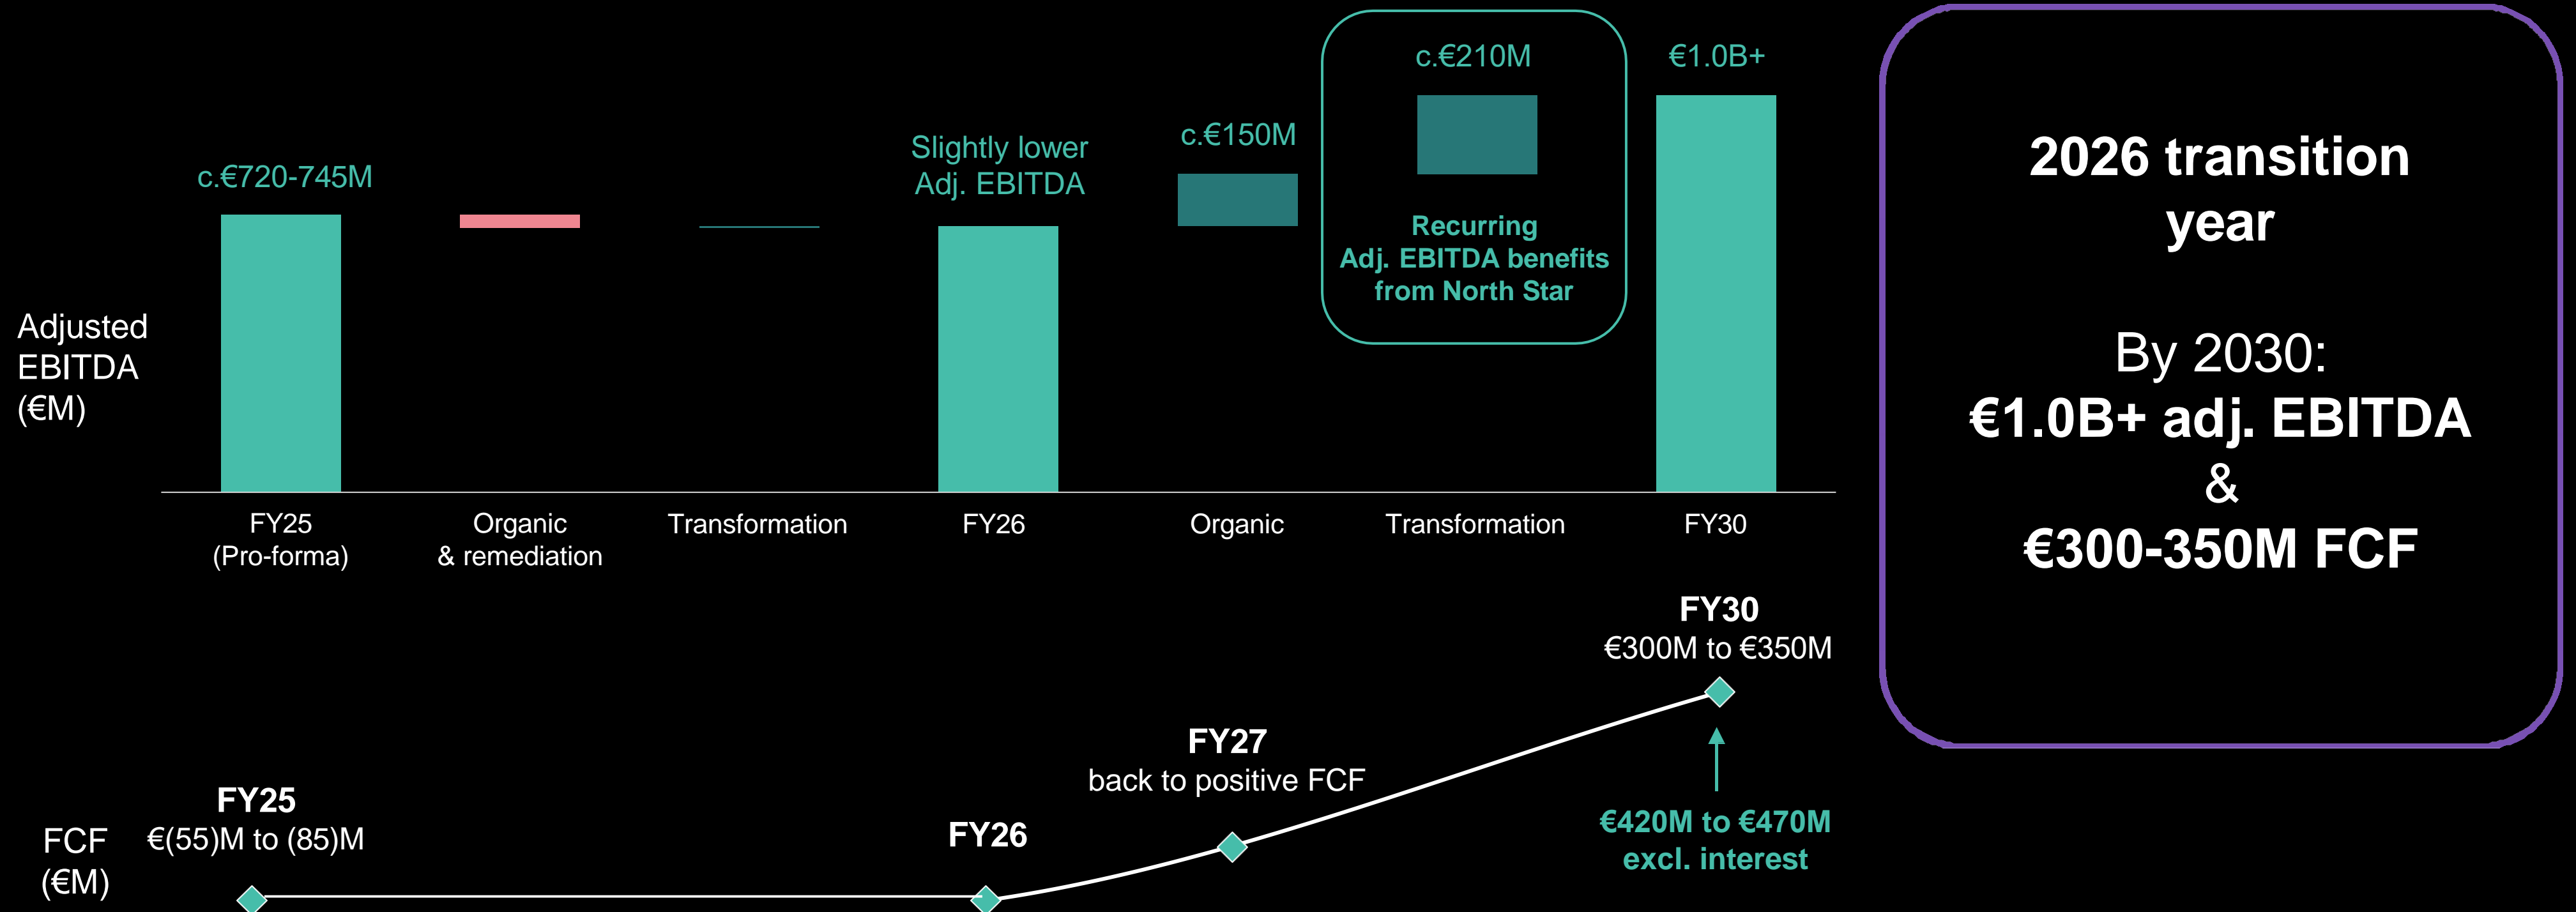 Adjusted
EBITDA
(€M)
c.€720-745M
Slightly lower
Adj. EBITDA
c.€150M
c.€210M
Recurring
Adj. EBITDA benefits
from North Star
€1.0B+
FY25
(Pro-forma)
Organic
& remediation
Transformation
FY26
Organic
Transformation
FY30
FCF
(€M)
FY25
€(55)M to (85)M
FY26
FY27
back to positive FCF
FY30
€300M to €350M
€420M to €470M
excl. interest
2026 transition
year
By 2030:
€1.0B+ adj. EBITDA
&
€300-350M FCF